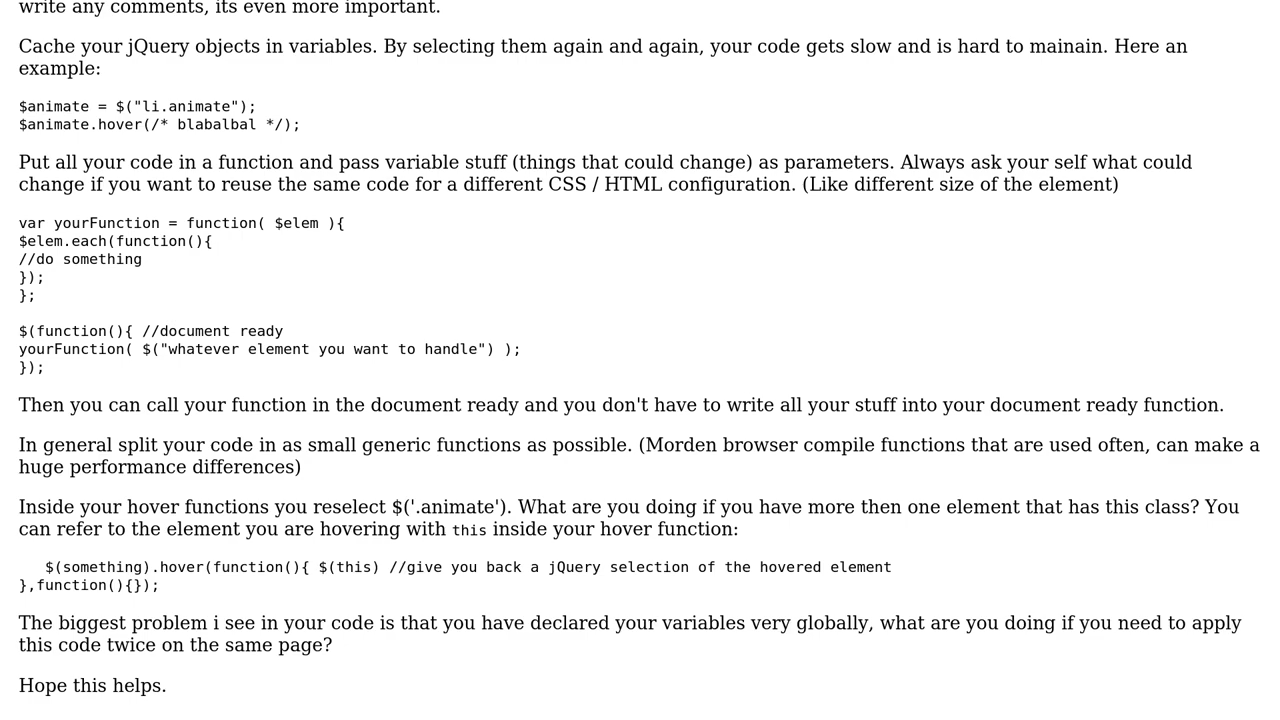 write any comments, its even more important.
Cache your jQuery objects in variables. By selecting them again and again, your code gets slow and is hard to mainain. Here an
example:
$animate = $("li.animate");
$animate.hover(/* blabalbal */);
Put all your code in a function and pass variable stuff (things that could change) as parameters. Always ask your self what could
change if you want to reuse the same code for a different CSS / HTML configuration. (Like different size of the element)
var yourFunction = function( $elem ){
$elem.each(function(){
//do something
});
};
$(function(){ //document ready
yourFunction( $("whatever element you want to handle") );
});
Then you can call your function in the document ready and you don't have to write all your stuff into your document ready function.
In general split your code in as small generic functions as possible. (Morden browser compile functions that are used often, can make a
huge performance differences)
Inside your hover functions you reselect $('.animate'). What are you doing if you have more then one element that has this class? You
can refer to the element you are hovering with this inside your hover function:
   $(something).hover(function(){ $(this) //give you back a jQuery selection of the hovered element
},function(){});
The biggest problem i see in your code is that you have declared your variables very globally, what are you doing if you need to apply
this code twice on the same page?
Hope this helps.